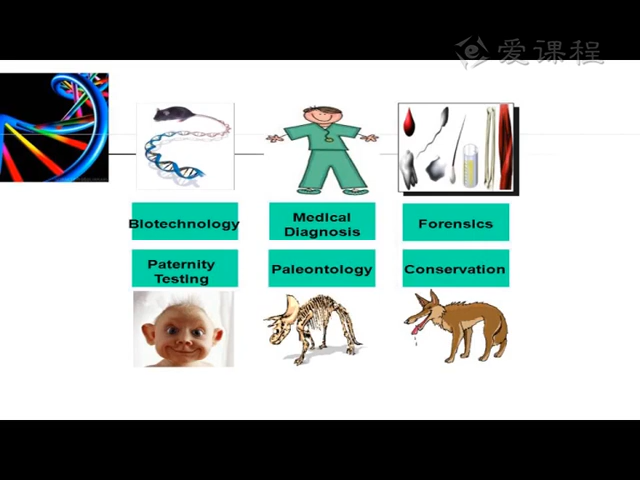 爱课程
Biotechnology
Medical
Diagnosis
Forensics
Paternity
Testing
Paleontology
Conservation